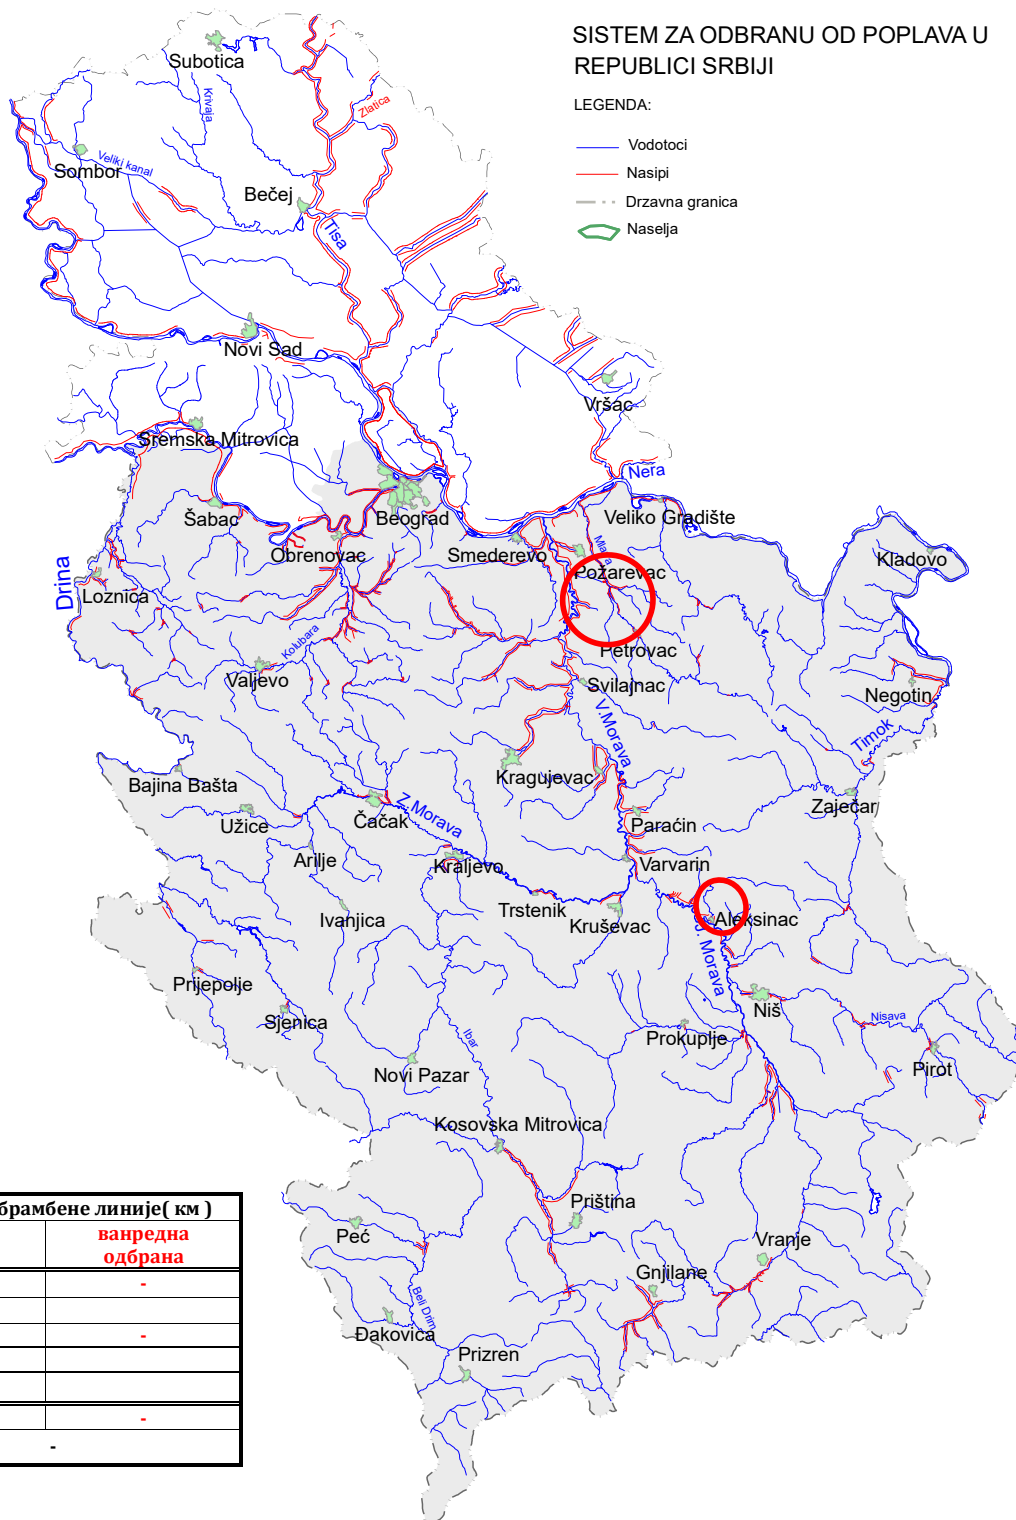 SISTEM ZA ODBRANU OD POPLAVA U
REPUBLICI SRBIJI
LEGENDA:
Vodotoci
Nasipi
Drzavna granica
Naselja
Subotica
Krivaja
Zlatica
Sombor
Veliki kanal
Bečej
Tisa
Novi Sad
Vršac
Sremska Mitrovica
Nera
Šabac
Beograd
Veliko Gradište
Obrenovac
Smederevo
Kladovo
Drina
Loznica
Požarevac
Kolubara
Petrovac
Valjevo
Svilajnac
Negotin
V.Morava
Timok
Bajina Bašta
Kragujevac
Zaječar
Užice
Čačak
Z.Morava
Paraćin
Arilje
Kraljevo
Varvarin
Ivanjica
Trstenik
Kruševac
Aleksinac
J. Morava
Prijepolje
Sjenica
Niš
Nisava
Ibar
Prokuplje
Pirot
Novi Pazar
Kosovska Mitrovica
Priština
Peć
Vranje
Gnjilane
Beli Drim
Đakovica
Prizren
брамбене линије( км )
ванредна
одбрана
-
-
-
-